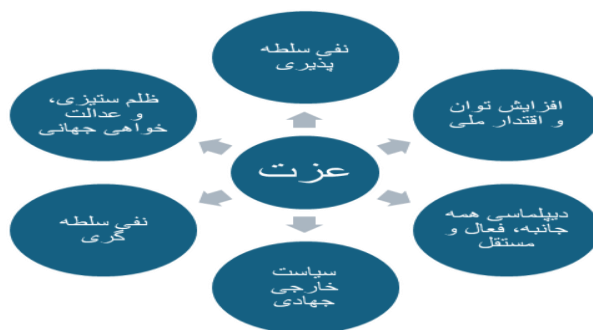 نفی سلطه
پذیری
افزایش توان
و اقتدار ملی
دیپلماسی همه
جانبه، فعال و
مستقل
سیاست
خارجی
جهادی
نفی سلطه
گری
ظلم ستیزی،
و عدالت
خواهی جهانی
عزت